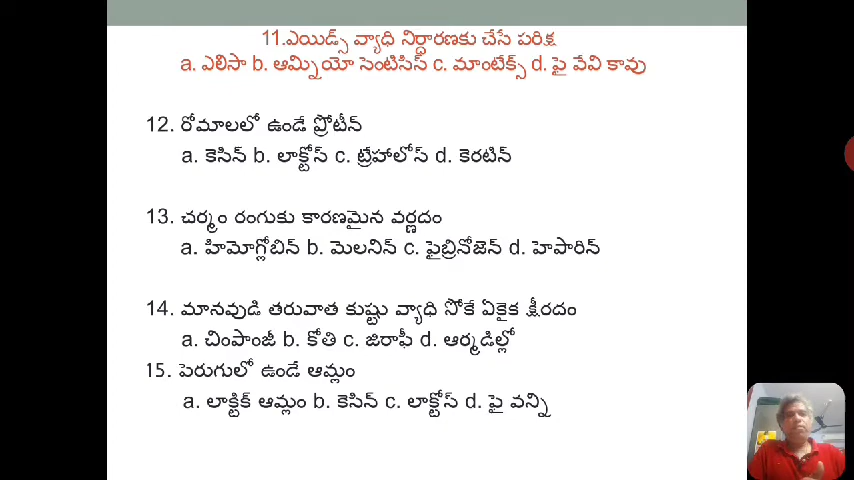 11.ఎయిడ్స్ వ్యాధి నిర్ధారణకు చేసే పరిక్ష
a. ఎలిసా b. ఆమ్నియో సెంటిసిస్ c. మాంటేక్స్ d. పై వేవి కావు
12. రోమాలలో ఉండే ప్రోటీన్
a. కెసిన్ b. లాక్టోస్ c. ట్రేహాలోస్ d. కెరటిన్
13. చర్మం రంగుకు కారణమైన వర్ణదం
a. హిమోగ్లోబిన్ b. మెలనిన్ c. ఫైబ్రినోజెన్ d. హెపారిన్
14. మానవుడి తరువాత కుష్టు వ్యాధి సోకే ఏకైక క్షీరదం
a. చింపాంజీ b. కోతి c. జిరాఫీ d. ఆర్మడిల్లో
15. పెరుగులో ఉండే ఆమ్లం
a. లాక్టిక్ ఆమ్లం b. కెసిన్ c. లాక్టోస్ d. పై వన్ని